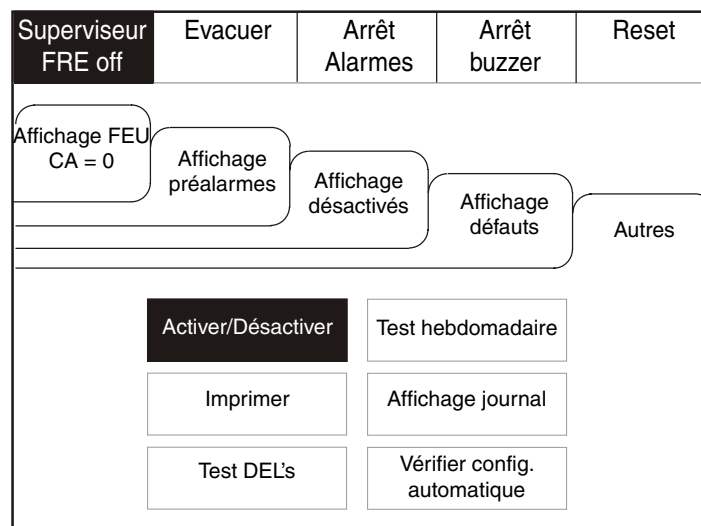 Superviseur
FRE off
Evacuer
Arrêt
Alarmes
Arrêt
buzzer
Reset
Affichage FEU
CA = 0
Affichage
préalarmes
Affichage
désactivés
Affichage
défauts
Autres
Activer/Désactiver
Test hebdomadaire
Imprimer
Affichage journal
Test DEL's
Vérifier config.
automatique